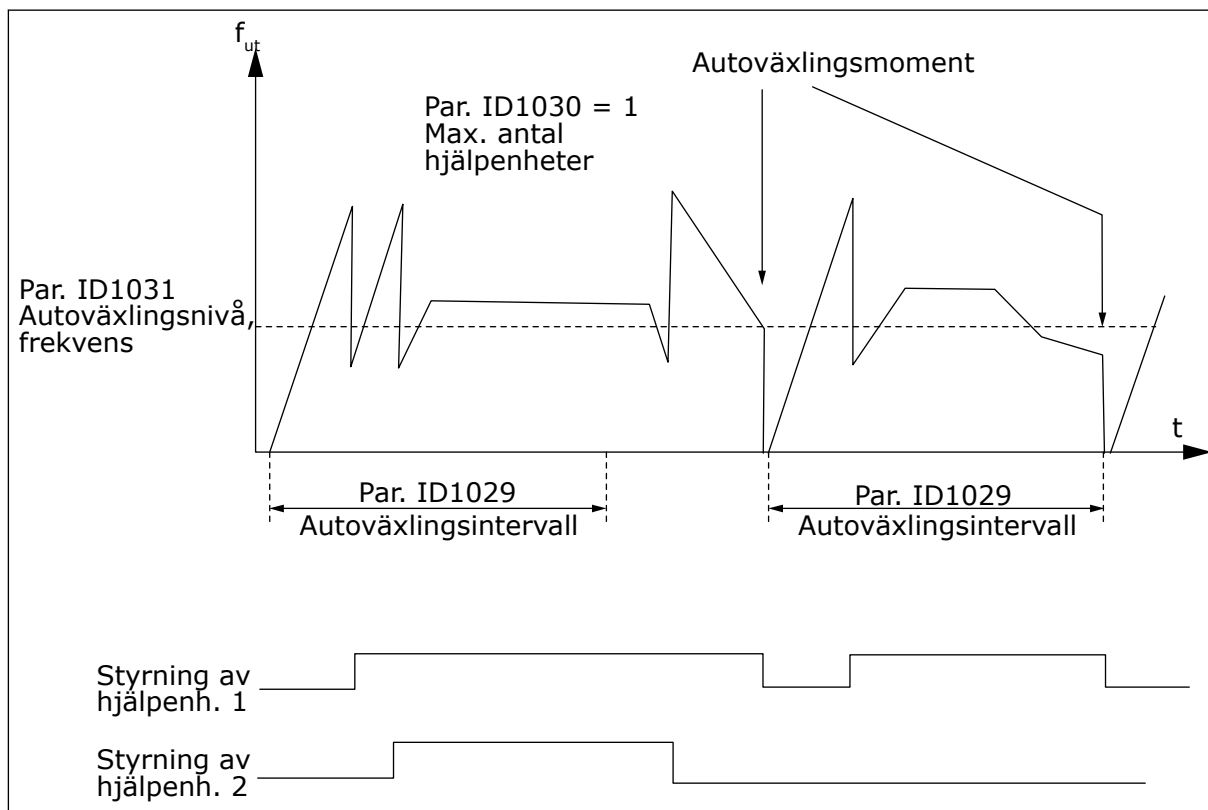 f_ut
Autoväxlingsmoment
Par. ID1030 = 1
Max. antal
hjälpenheter
Par. ID1031
Autoväxlingsnivå,
frekvens
t
Par. ID1029
Autoväxlingsintervall
Par. ID1029
Autoväxlingsintervall
Styrning av
hjälpenh. 1
Styrning av
hjälpenh. 2